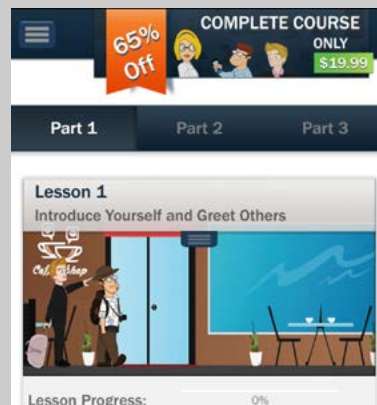 65%
Off
COMPLETE COURSE
ONLY
$19.99
Part 1 Part 2 Part 3
Lesson 1
Introduce Yourself and Greet Others
Lesson Progress: 0%